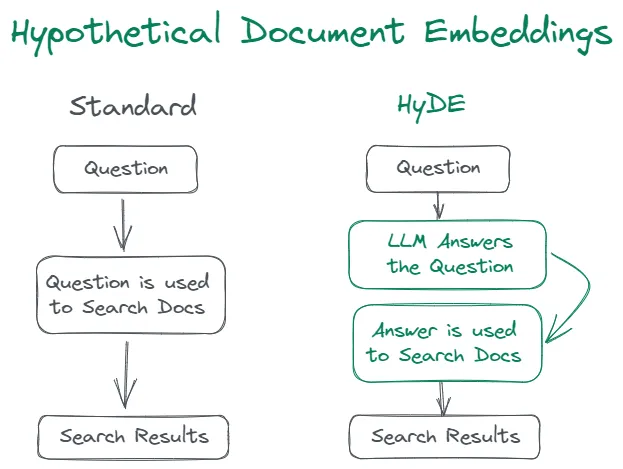 Hypothetical Document Embeddings
Standard
Question
Question is used
to Search Docs
Search Results
HyDE
Question
LLM Answers
the Question
Answer is used
to Search Docs
Search Results